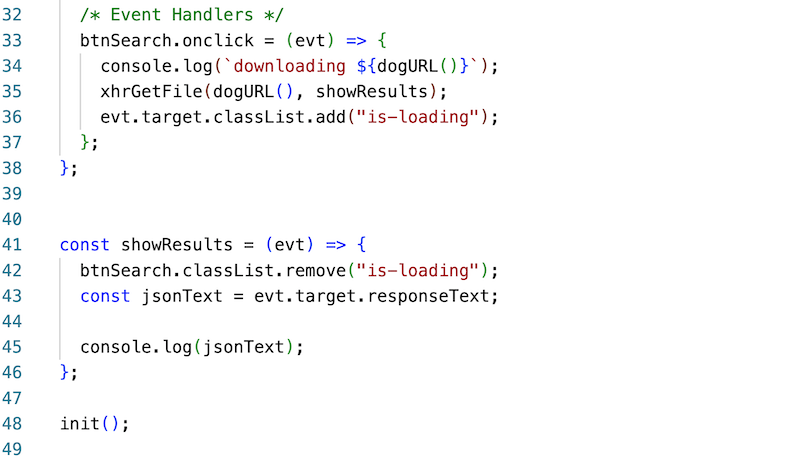 32 /* Event Handlers */
33 btnSearch.onclick = (evt) => {
34 console.log(`downloading ${dogURL()}`);
35 xhrGetFile(dogURL(), showResults);
36 evt.target.classList.add("is-loading");
37 };
38 };
39
40
41 const showResults = (evt) => {
42 btnSearch.classList.remove("is-loading");
43 const jsonText = evt.target.responseText;
44
45 console.log(jsonText);
46 };
47
48 init();
49